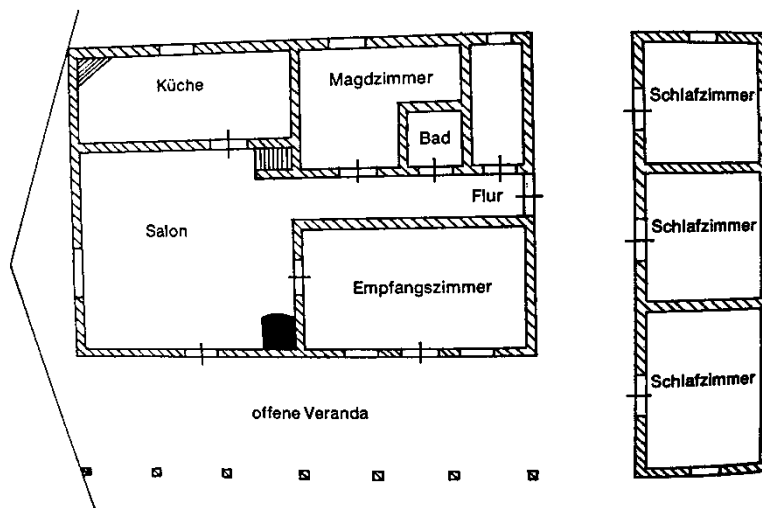 Küche
Magdzimmer
Bad
Flur
Salon
Empfangszimmer
offene Veranda
Schlafzimmer
Schlafzimmer
Schlafzimmer